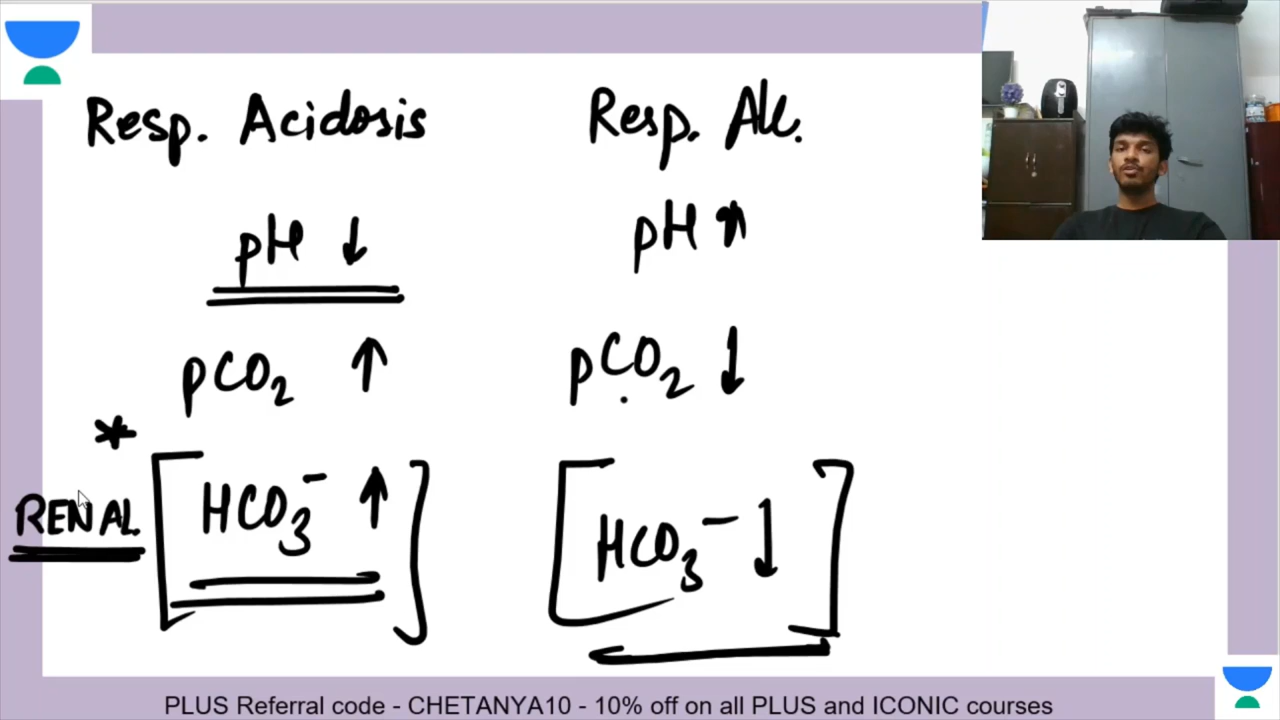 Resp. Acidosis
pH ↓
pCO₂ ↑
*
RENAL
[HCO₃⁻ ↑]
Resp. Alk.
pH ↑
pCO₂ ↓
[HCO₃⁻ ↓]
PLUS Referral code - CHETANYA10 - 10% off on all PLUS and ICONIC courses